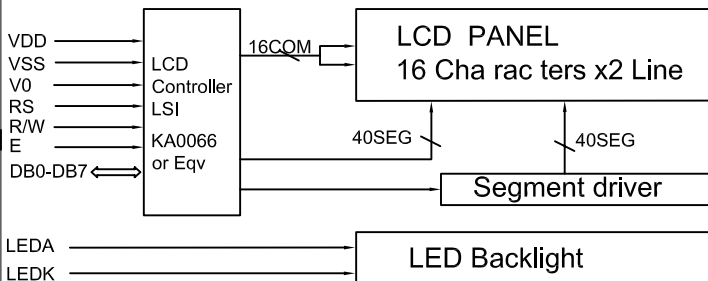 VDD
VSS
V0
RS
R/W
E
DB0-DB7
LCD
Controller
LSI
KA0066
or Eqv
16COM
LCD PANEL
16 Cha rac ters x2 Line
40SEG
40SEG
Segment driver
LEDA
LEDK
LED Backlight